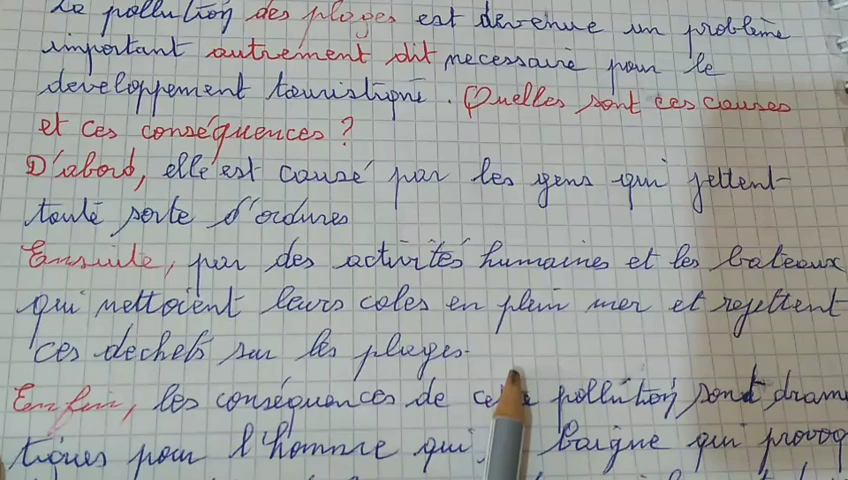 La pollution des plages est devenue un problème
important autrement dit necessaire pour le
developpement touristique. Quelles sont ces causes
et ces conséquences ?
D'abord, elle est causé par les gens qui jettent
toute sorte d'ordures
Ensuite, par des activités humaines et les bateaux
qui nettoient leurs cales en plein mer et rejettent
ces dechets sur les plages.
Enfin, les conséquences de pollution sont dram
tiques pour l'homme qui baigne qui provoq